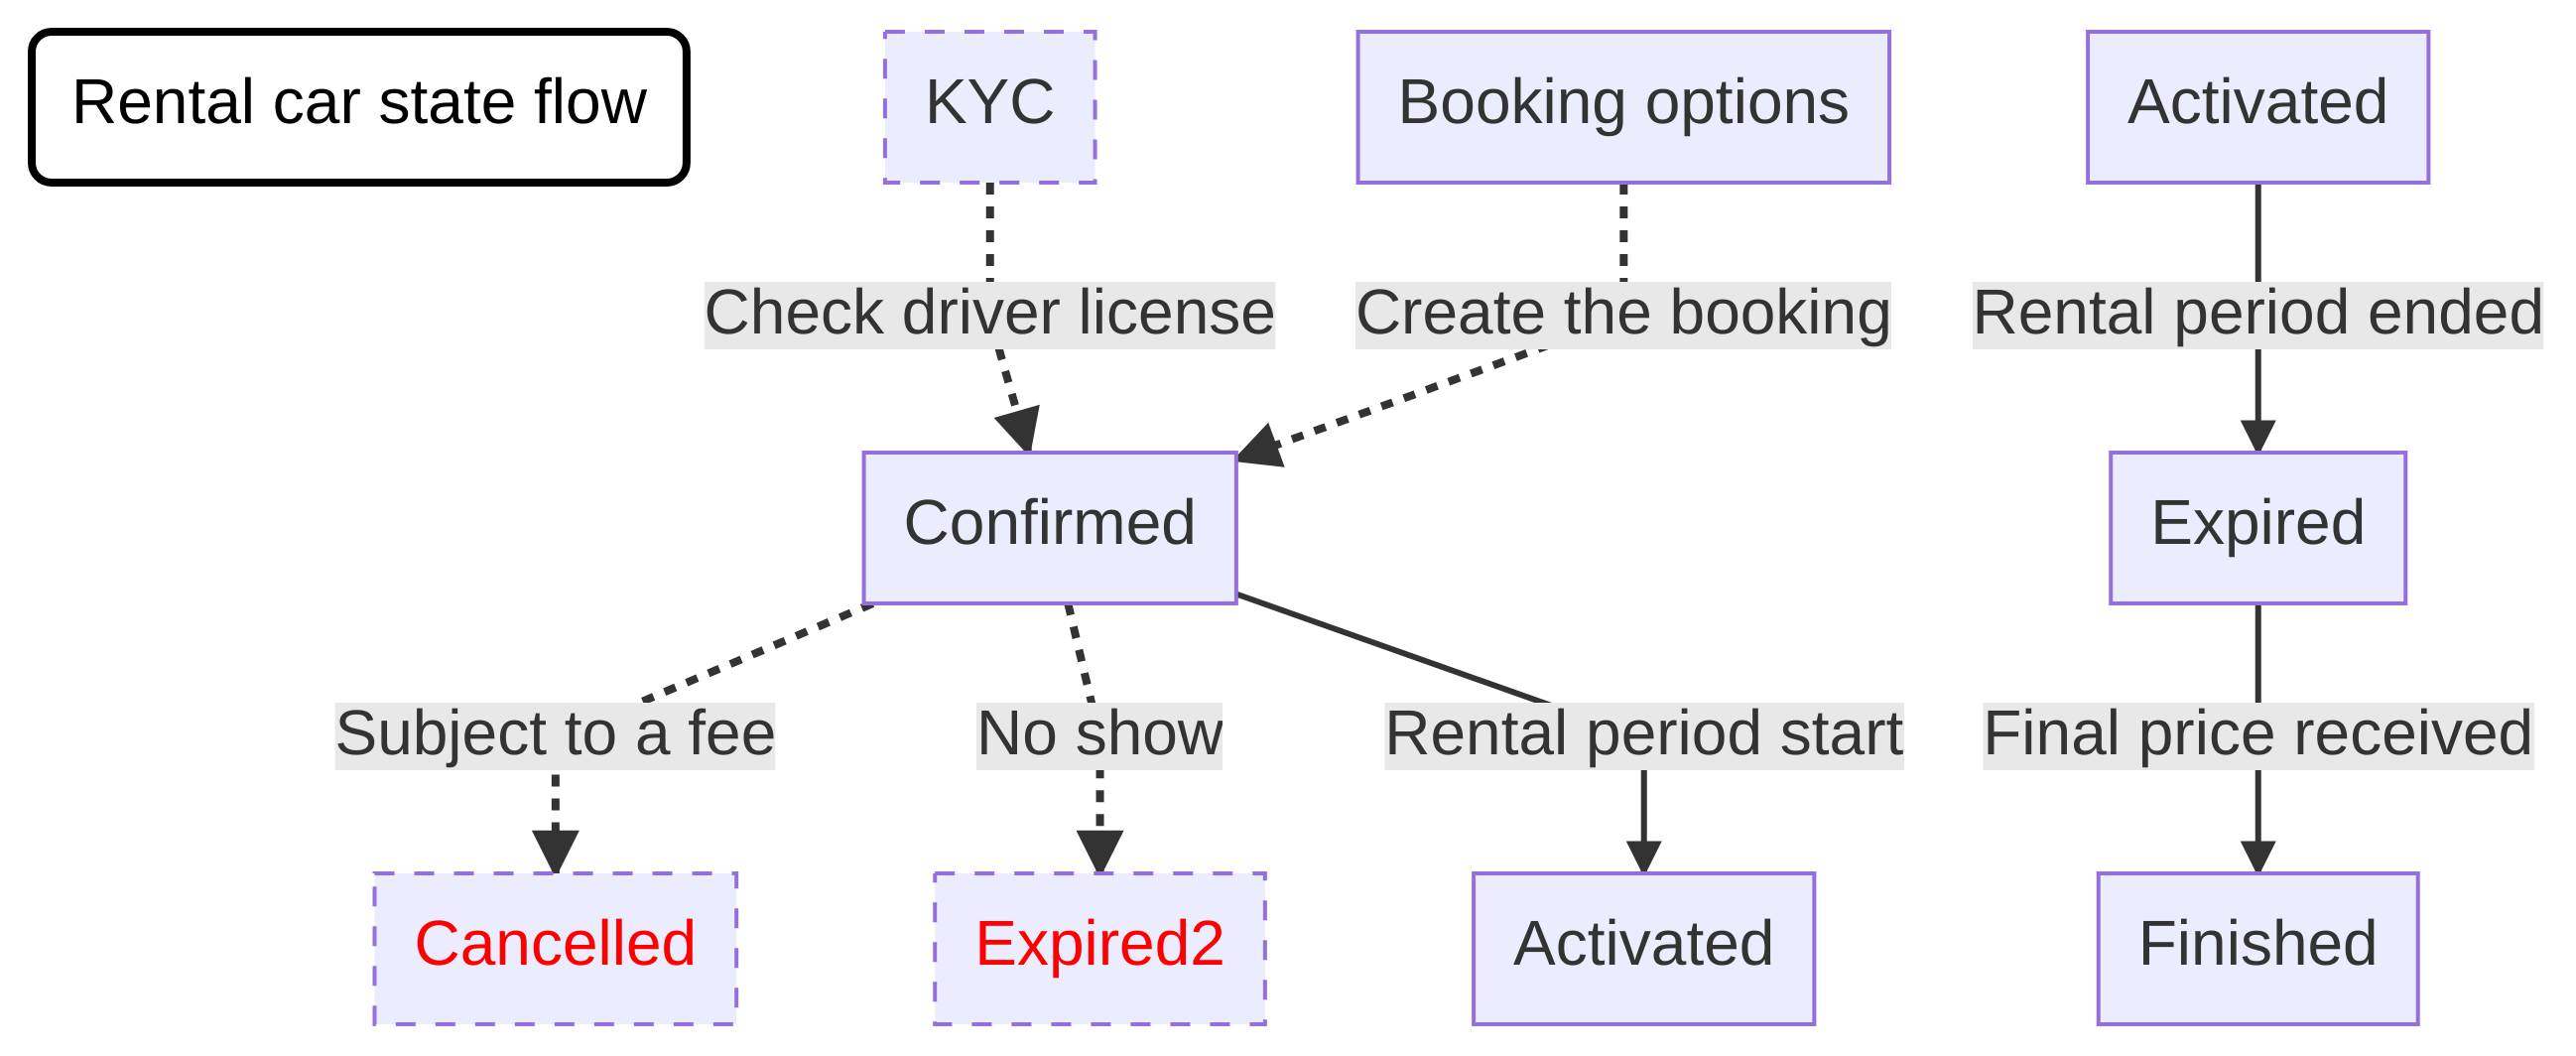 Rental car state flow
KYC
Booking options
Activated
Check driver license
Create the booking
Rental period ended
Confirmed
Expired
Subject to a fee
No show
Rental period start
Final price received
Cancelled
Expired2
Activated
Finished